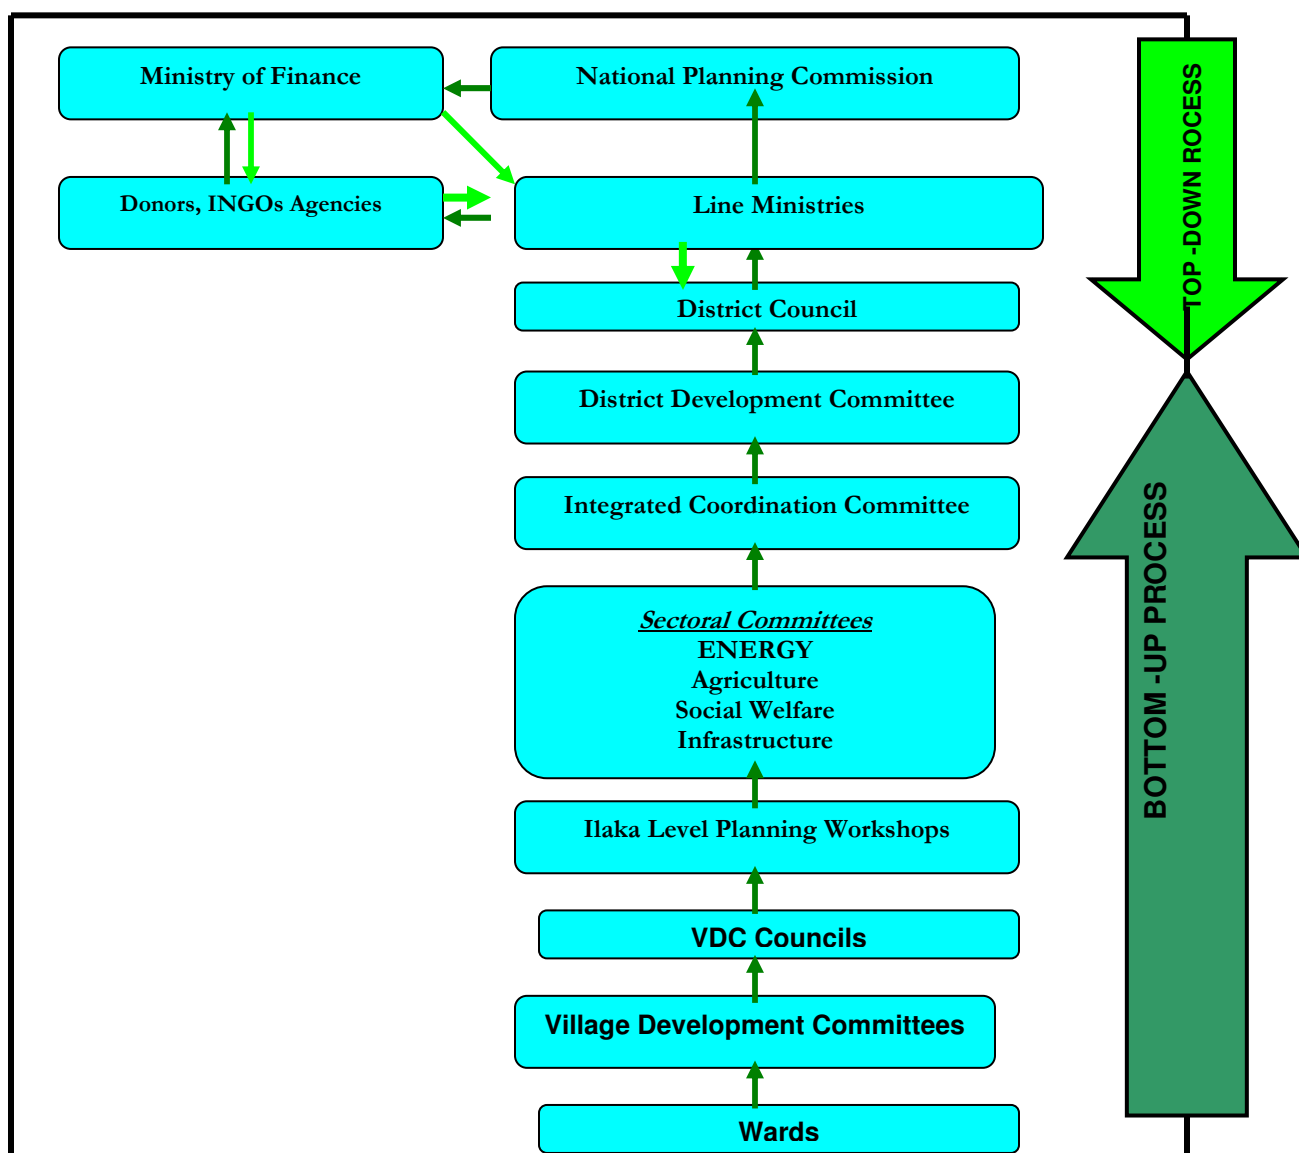 Ministry of Finance
National Planning Commission
Donors, INGOs Agencies
Line Ministries
District Council
District Development Committee
Integrated Coordination Committee
Sectoral Committees
ENERGY
Agriculture
Social Welfare
Infrastructure
Ilaka Level Planning Workshops
VDC Councils
Village Development Committees
Wards
TOP -DOWN ROCESS
BOTTOM -UP PROCESS